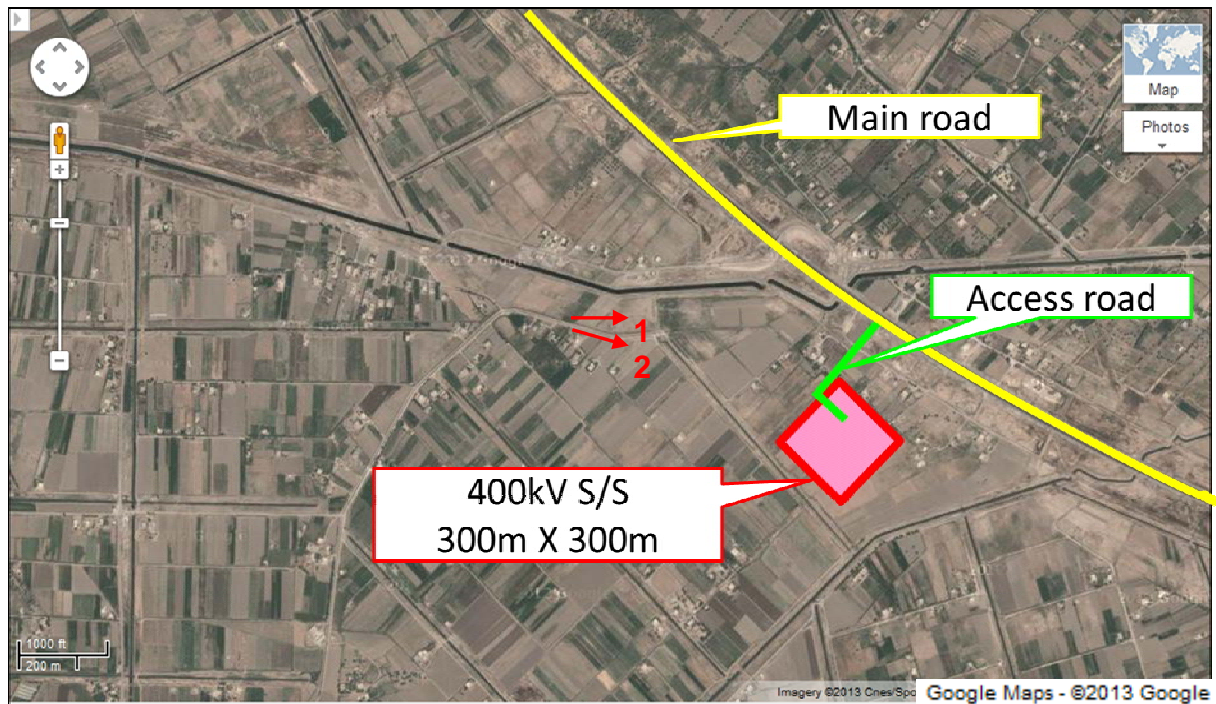 Main road
Map
Photos
Access road
1
2
400kV S/S
300m X 300m
1000 ft
200 m
Imagery ©2013 Cnes/Spo
Google Maps - ©2013 Google